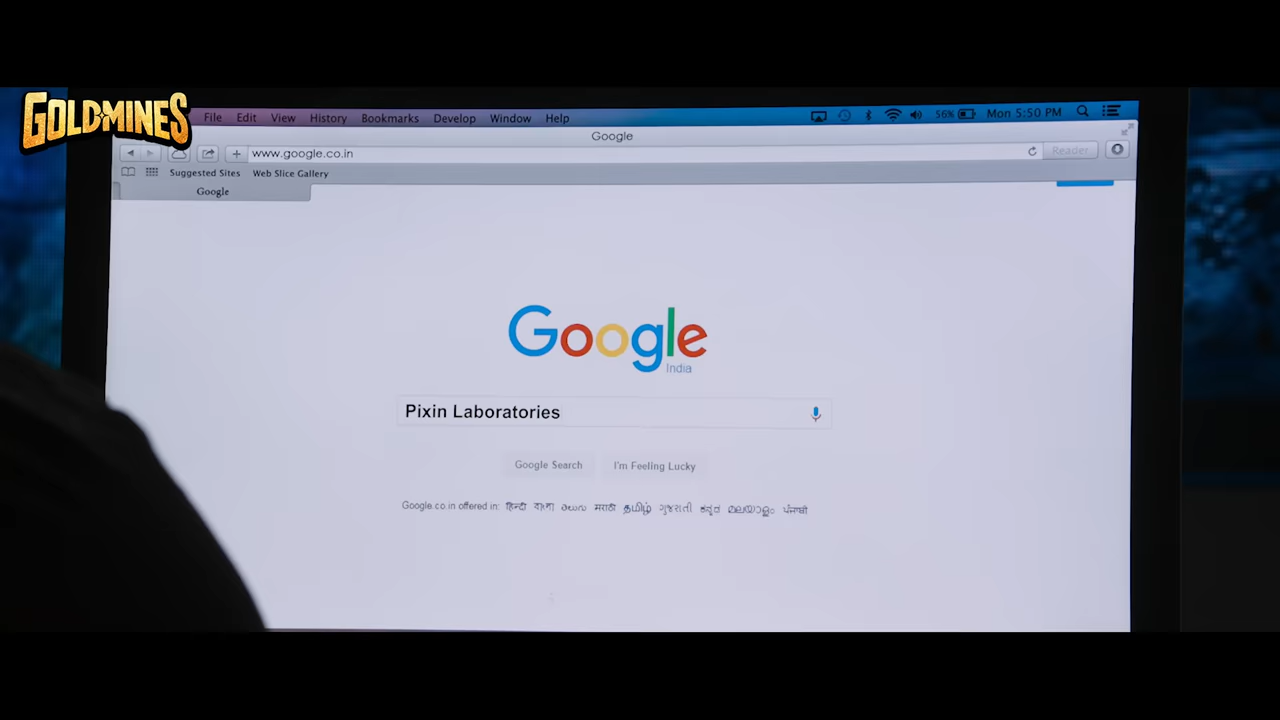 GOLDMINES
File Edit View History Bookmarks Develop Window Help 56% Mon 5:50 PM
Google
www.google.co.in Reader
Suggested Sites Web Slice Gallery
Google
Google
India
Pixin Laboratories
Google Search I'm Feeling Lucky
Google.co.in offered in: हिन्दी বাংলা తెలుగు मराठी தமிழ் ગુજરાતી ಕನ್ನಡ മലയാളം ਪੰਜਾਬੀ